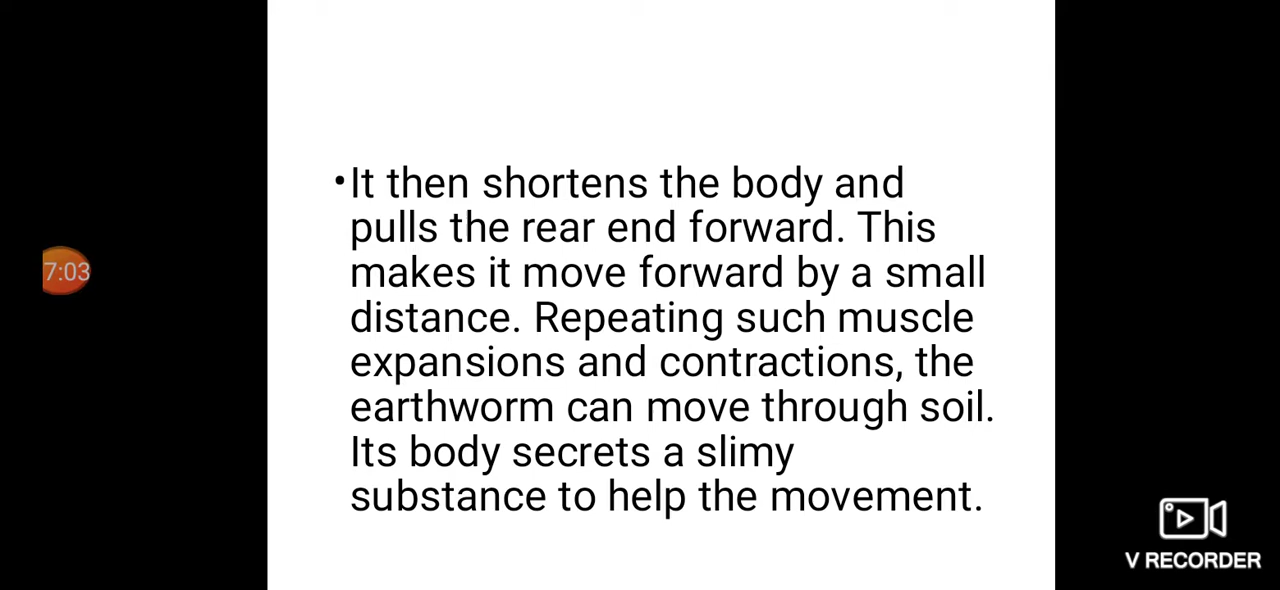 •It then shortens the body and
pulls the rear end forward. This
makes it move forward by a small
distance. Repeating such muscle
expansions and contractions, the
earthworm can move through soil.
Its body secrets a slimy
substance to help the movement.
7:03
V RECORDER